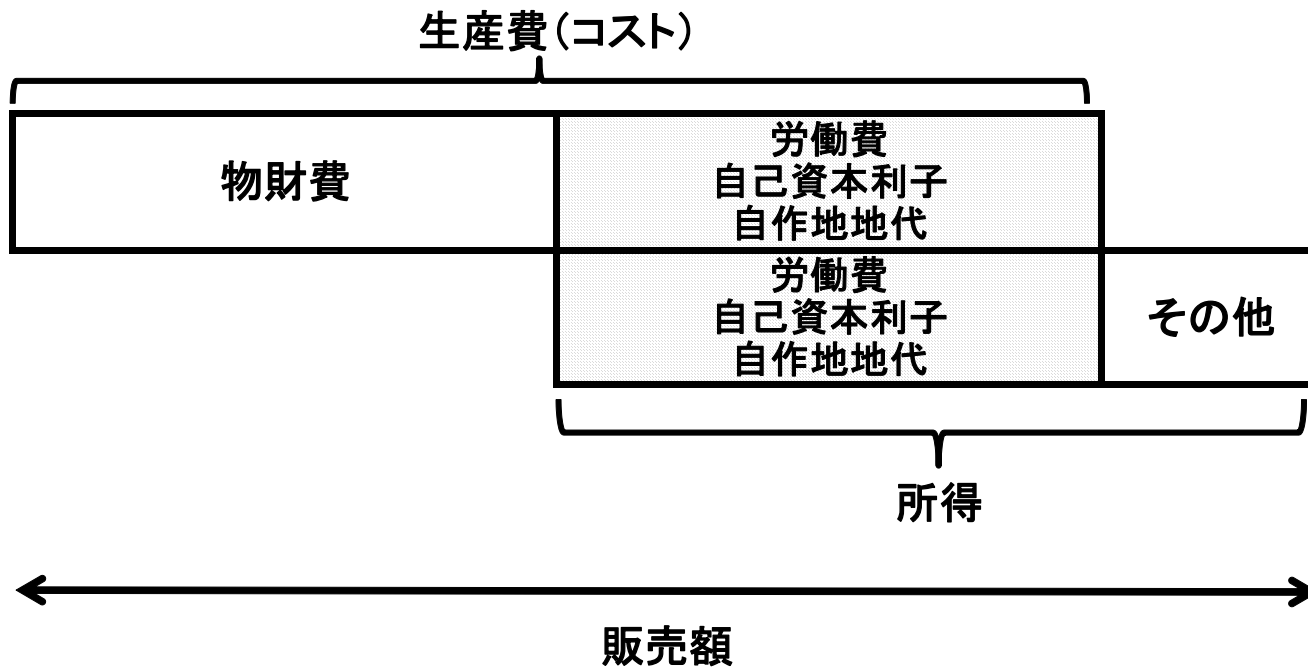 生産費(コスト)
物財費
労働費
自己資本利子
自作地地代
労働費
自己資本利子
自作地地代
その他
所得
販売額